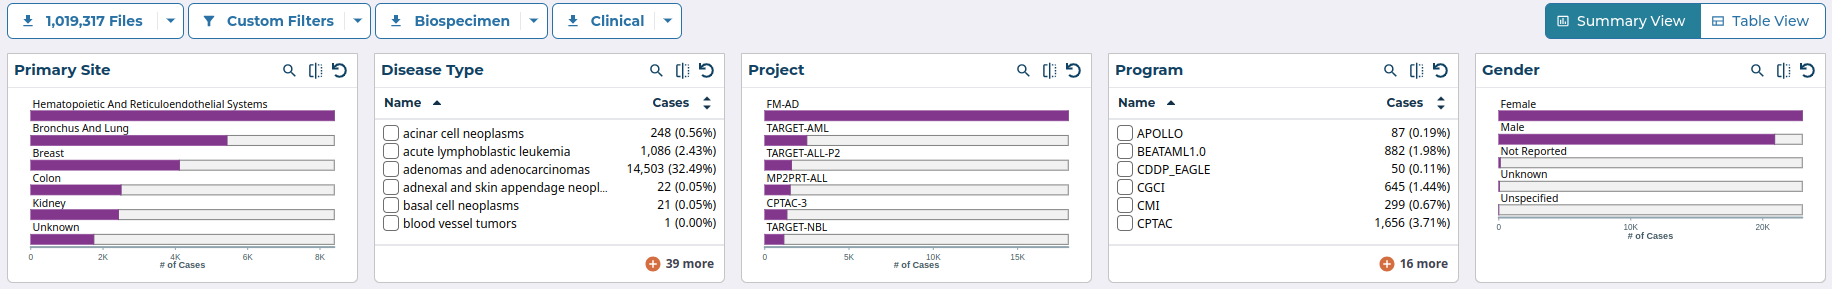 1,019,317 Files
Custom Filters
Biospecimen
Clinical
Summary View
Table View
Primary Site
Hematopoietic And Reticuloendothelial Systems
Bronchus And Lung
Breast
Colon
Kidney
Unknown
0 2K 4K 6K 8K
# of Cases
Disease Type
Name Cases
acinar cell neoplasms 248 (0.56%)
acute lymphoblastic leukemia 1,086 (2.43%)
adenomas and adenocarcinomas 14,503 (32.49%)
adnexal and skin appendage neopl... 22 (0.05%)
basal cell neoplasms 21 (0.05%)
blood vessel tumors 1 (0.00%)
39 more
Project
FM-AD
TARGET-AML
TARGET-ALL-P2
MP2PRT-ALL
CPTAC-3
TARGET-NBL
0 5K 10K 15K
# of Cases
Program
Name Cases
APOLLO 87 (0.19%)
BEATAML1.0 882 (1.98%)
CDDP_EAGLE 50 (0.11%)
CGCI 645 (1.44%)
CMI 299 (0.67%)
CPTAC 1,656 (3.71%)
16 more
Gender
Female
Male
Not Reported
Unknown
Unspecified
0 10K 20K
# of Cases